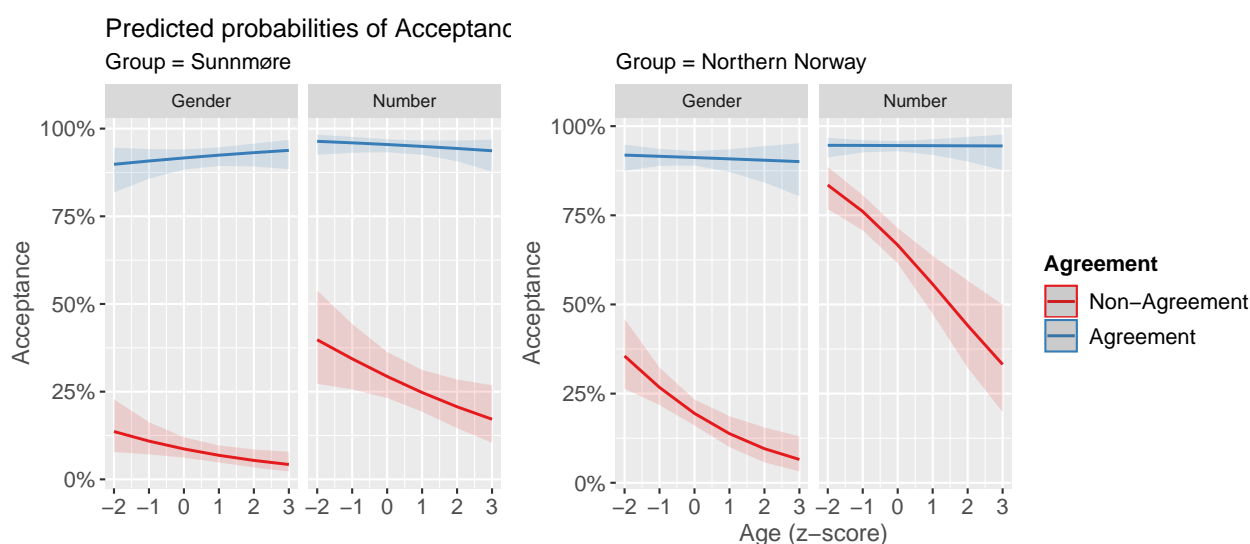 Predicted probabilities of Acceptanc
Group = Sunnmøre
Group = Northern Norway
Gender
Number
Gender
Number
100%
75%
50%
25%
0%
Acceptance
−2 −1 0 1 2 3
−2 −1 0 1 2 3
100%
75%
50%
25%
0%
Acceptance
−2 −1 0 1 2 3
−2 −1 0 1 2 3
Age (z−score)
Agreement
Non−Agreement
Agreement